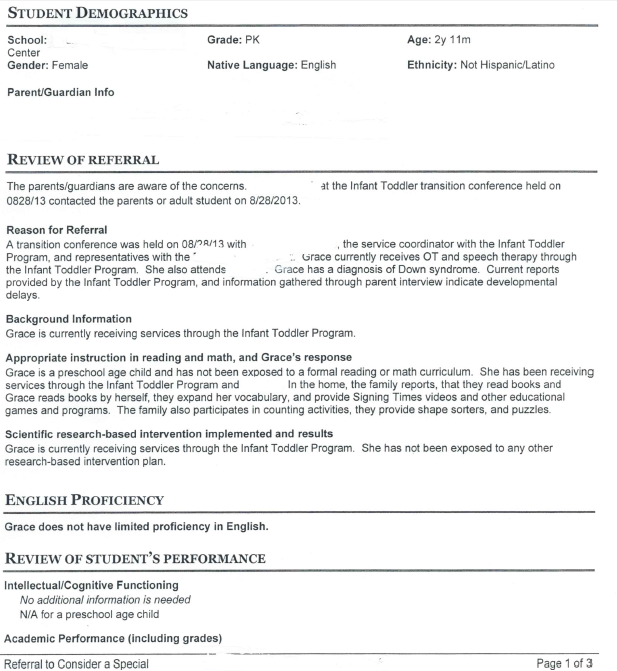 STUDENT DEMOGRAPHICS
School: Grade: PK Age: 2y 11m
Center
Gender: Female Native Language: English Ethnicity: Not Hispanic/Latino
Parent/Guardian Info
REVIEW OF REFERRAL
The parents/guardians are aware of the concerns. at the Infant Toddler transition conference held on
0828/13 contacted the parents or adult student on 8/28/2013.
Reason for Referral
A transition conference was held on 08/28/13 with , the service coordinator with the Infant Toddler
Program, and representatives with the Grace currently receives OT and speech therapy through
the Infant Toddler Program. She also attends . Grace has a diagnosis of Down syndrome. Current reports
provided by the Infant Toddler Program, and information gathered through parent interview indicate developmental
delays.
Background Information
Grace is currently receiving services through the Infant Toddler Program.
Appropriate instruction in reading and math, and Grace's response
Grace is a preschool age child and has not been exposed to a formal reading or math curriculum. She has been receiving
services through the Infant Toddler Program and In the home, the family reports, that they read books and
Grace reads books by herself, they expand her vocabulary, and provide Signing Times videos and other educational
games and programs. The family also participates in counting activities, they provide shape sorters, and puzzles.
Scientific research-based intervention implemented and results
Grace is currently receiving services through the Infant Toddler Program. She has not been exposed to any other
research-based intervention plan.
ENGLISH PROFICIENCY
Grace does not have limited proficiency in English.
REVIEW OF STUDENT'S PERFORMANCE
Intellectual/Cognitive Functioning
No additional information is needed
N/A for a preschool age child
Academic Performance (including grades)
Referral to Consider a Special Page 1 of 3